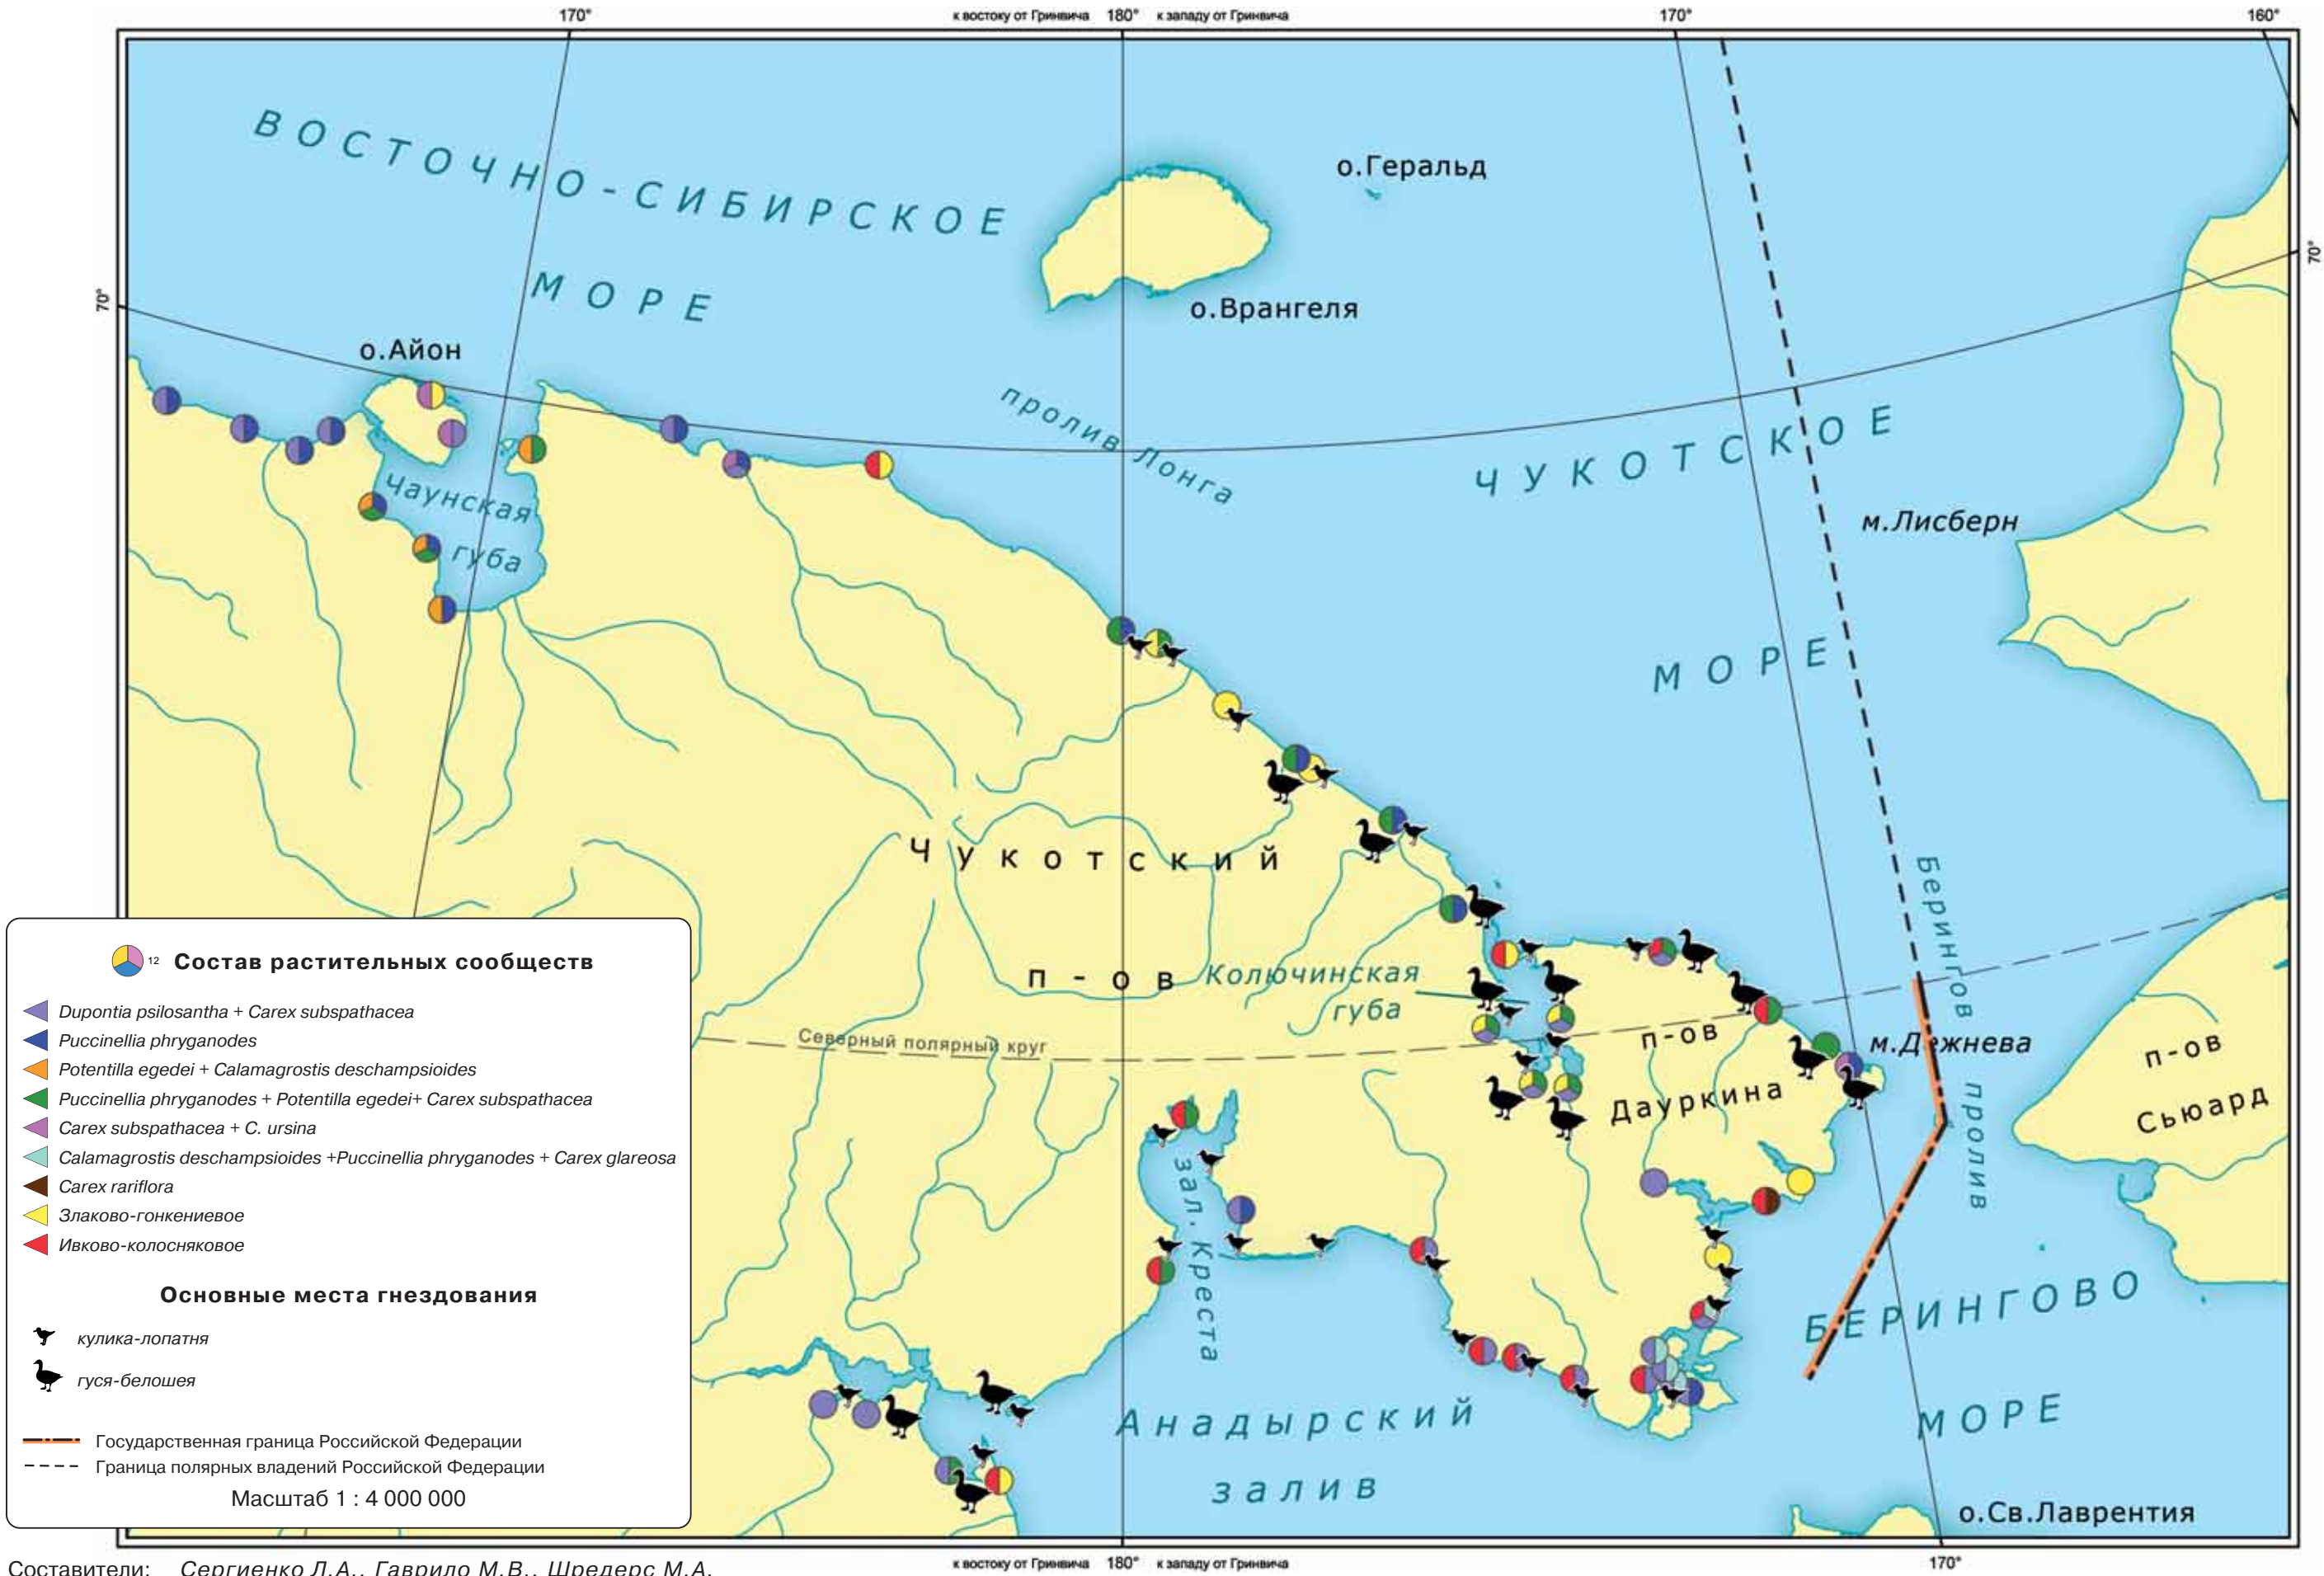 170°
к востоку от Гринвича 180° к западу от Гринвича
170°
160°
ВОСТОЧНО-СИБИРСКОЕ
МОРЕ
о.Геральд
о.Врангеля
70°
70°
о.Айон
пролив Лонга
ЧУКОТСКОЕ
МОРЕ
м.Лисберн
Чаунская
губа
Чукотский
п-ов
Колючинская
губа
Северный полярный круг
Берингов
пролив
п-ов
Дауркина
м.Дежнева
п-ов
Сьюард
зал. Креста
БЕРИНГОВО
МОРЕ
Анадырский
залив
о.Св.Лаврентия
12 Состав растительных сообществ
Dupontia psilosantha + Carex subspathacea
Puccinellia phryganodes
Potentilla egedei + Calamagrostis deschampsioides
Puccinellia phryganodes + Potentilla egedei+ Carex subspathacea
Carex subspathacea + C. ursina
Calamagrostis deschampsioides +Puccinellia phryganodes + Carex glareosa
Carex rariflora
Злаково-гонкениевое
Ивково-колосняковое
Основные места гнездования
кулика-лопатня
гуся-белошея
Государственная граница Российской Федерации
Граница полярных владений Российской Федерации
Масштаб 1 : 4 000 000
к востоку от Гринвича 180° к западу от Гринвича
170°
Составители: Сергиенко Л.А., Гаврило М.В., Шредерс М.А.